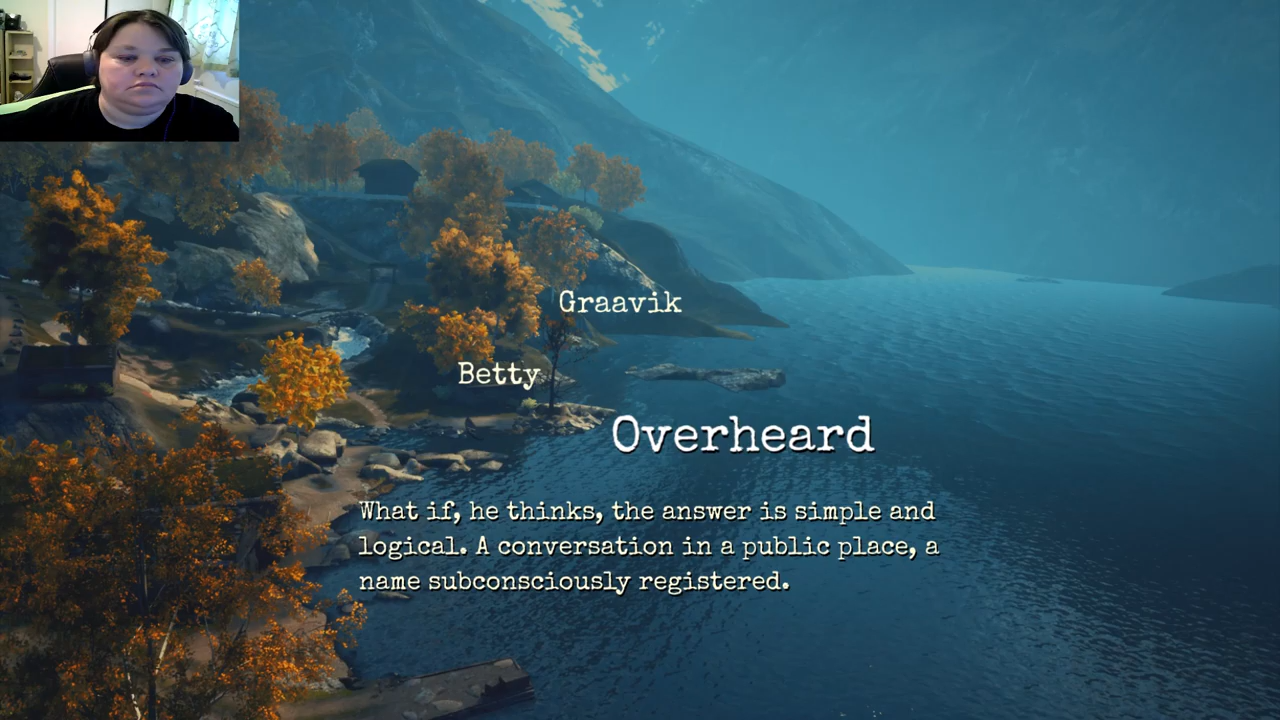 Graavik
Betty
Overheard
What if, he thinks, the answer is simple and
logical. A conversation in a public place, a
name subconsciously registered.